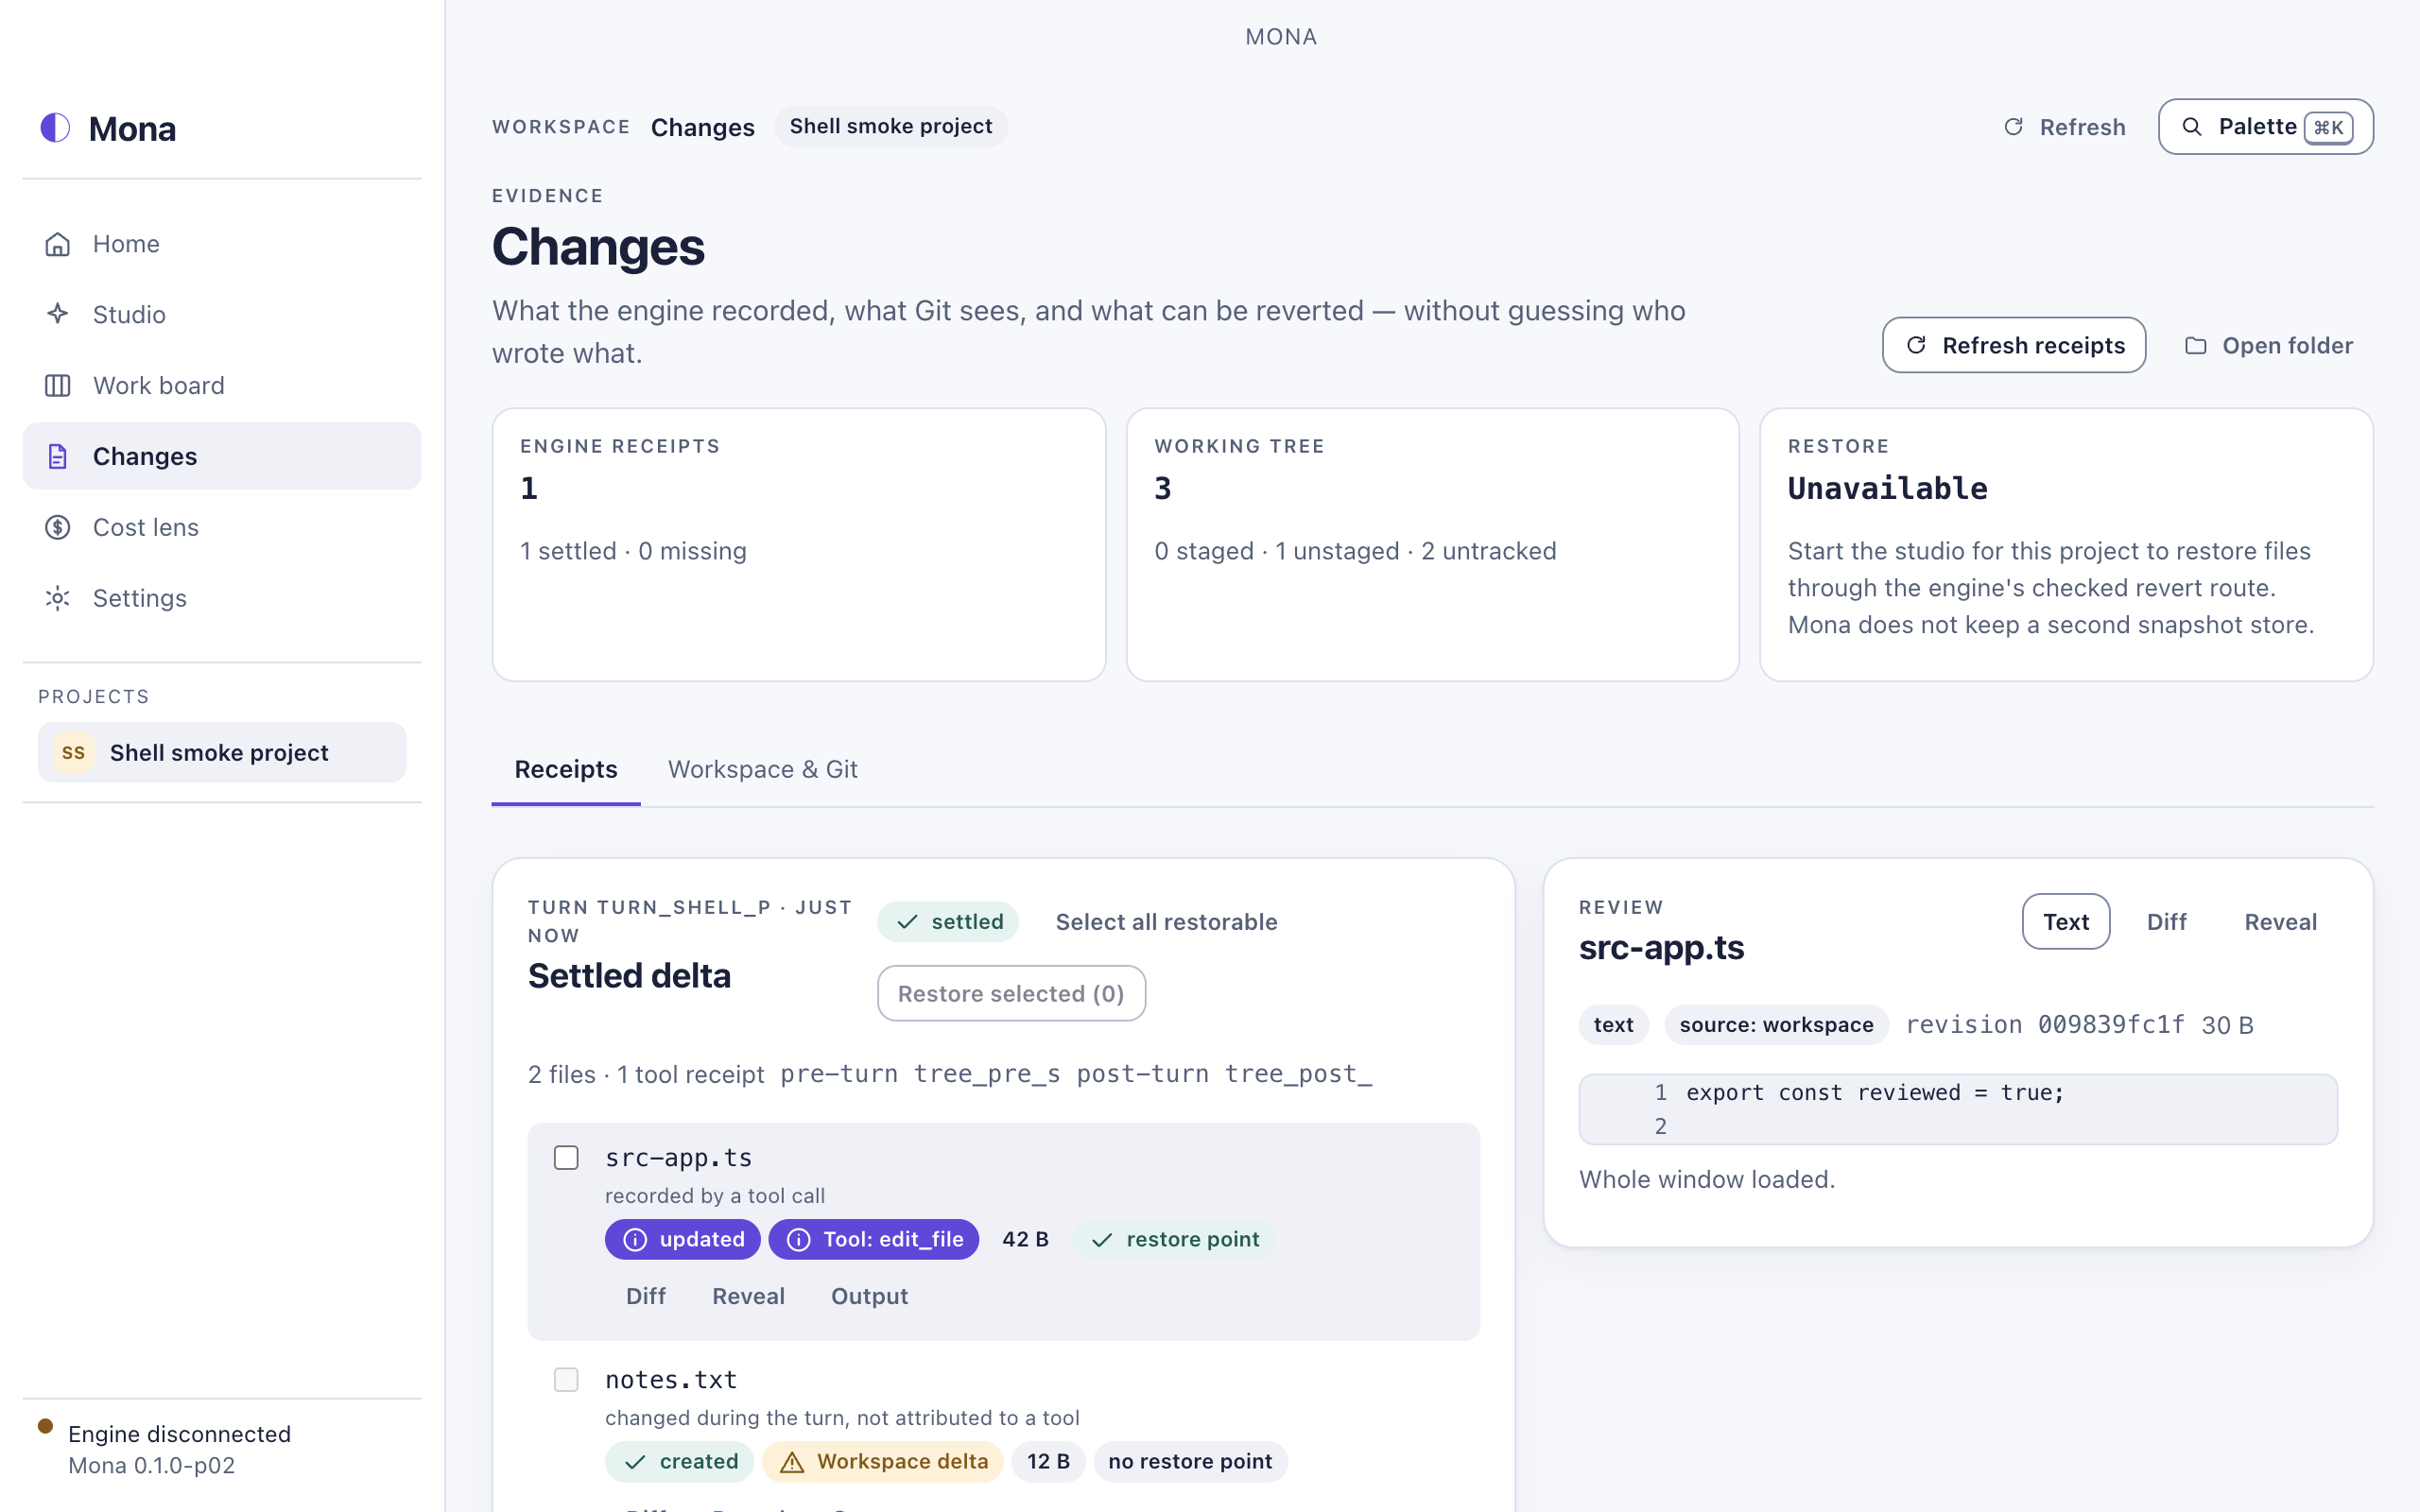 MONA
Mona
Home
Studio
Work board
Changes
Cost lens
Settings
PROJECTS
SS Shell smoke project
Engine disconnected
Mona 0.1.0-p02
WORKSPACE Changes Shell smoke project
Refresh
Palette ⌘K
EVIDENCE
Changes
What the engine recorded, what Git sees, and what can be reverted — without guessing who
wrote what.
Refresh receipts
Open folder
ENGINE RECEIPTS
1
1 settled · 0 missing
WORKING TREE
3
0 staged · 1 unstaged · 2 untracked
RESTORE
Unavailable
Start the studio for this project to restore files
through the engine's checked revert route.
Mona does not keep a second snapshot store.
Receipts
Workspace & Git
TURN TURN_SHELL_P · JUST
NOW
Settled delta
settled
Select all restorable
Restore selected (0)
2 files · 1 tool receipt pre-turn tree_pre_s post-turn tree_post_
src-app.ts
recorded by a tool call
updated Tool: edit_file 42 B restore point
Diff Reveal Output
notes.txt
changed during the turn, not attributed to a tool
created Workspace delta 12 B no restore point
REVIEW
src-app.ts
Text Diff Reveal
text source: workspace revision 009839fc1f 30 B
1 export const reviewed = true;
2
Whole window loaded.